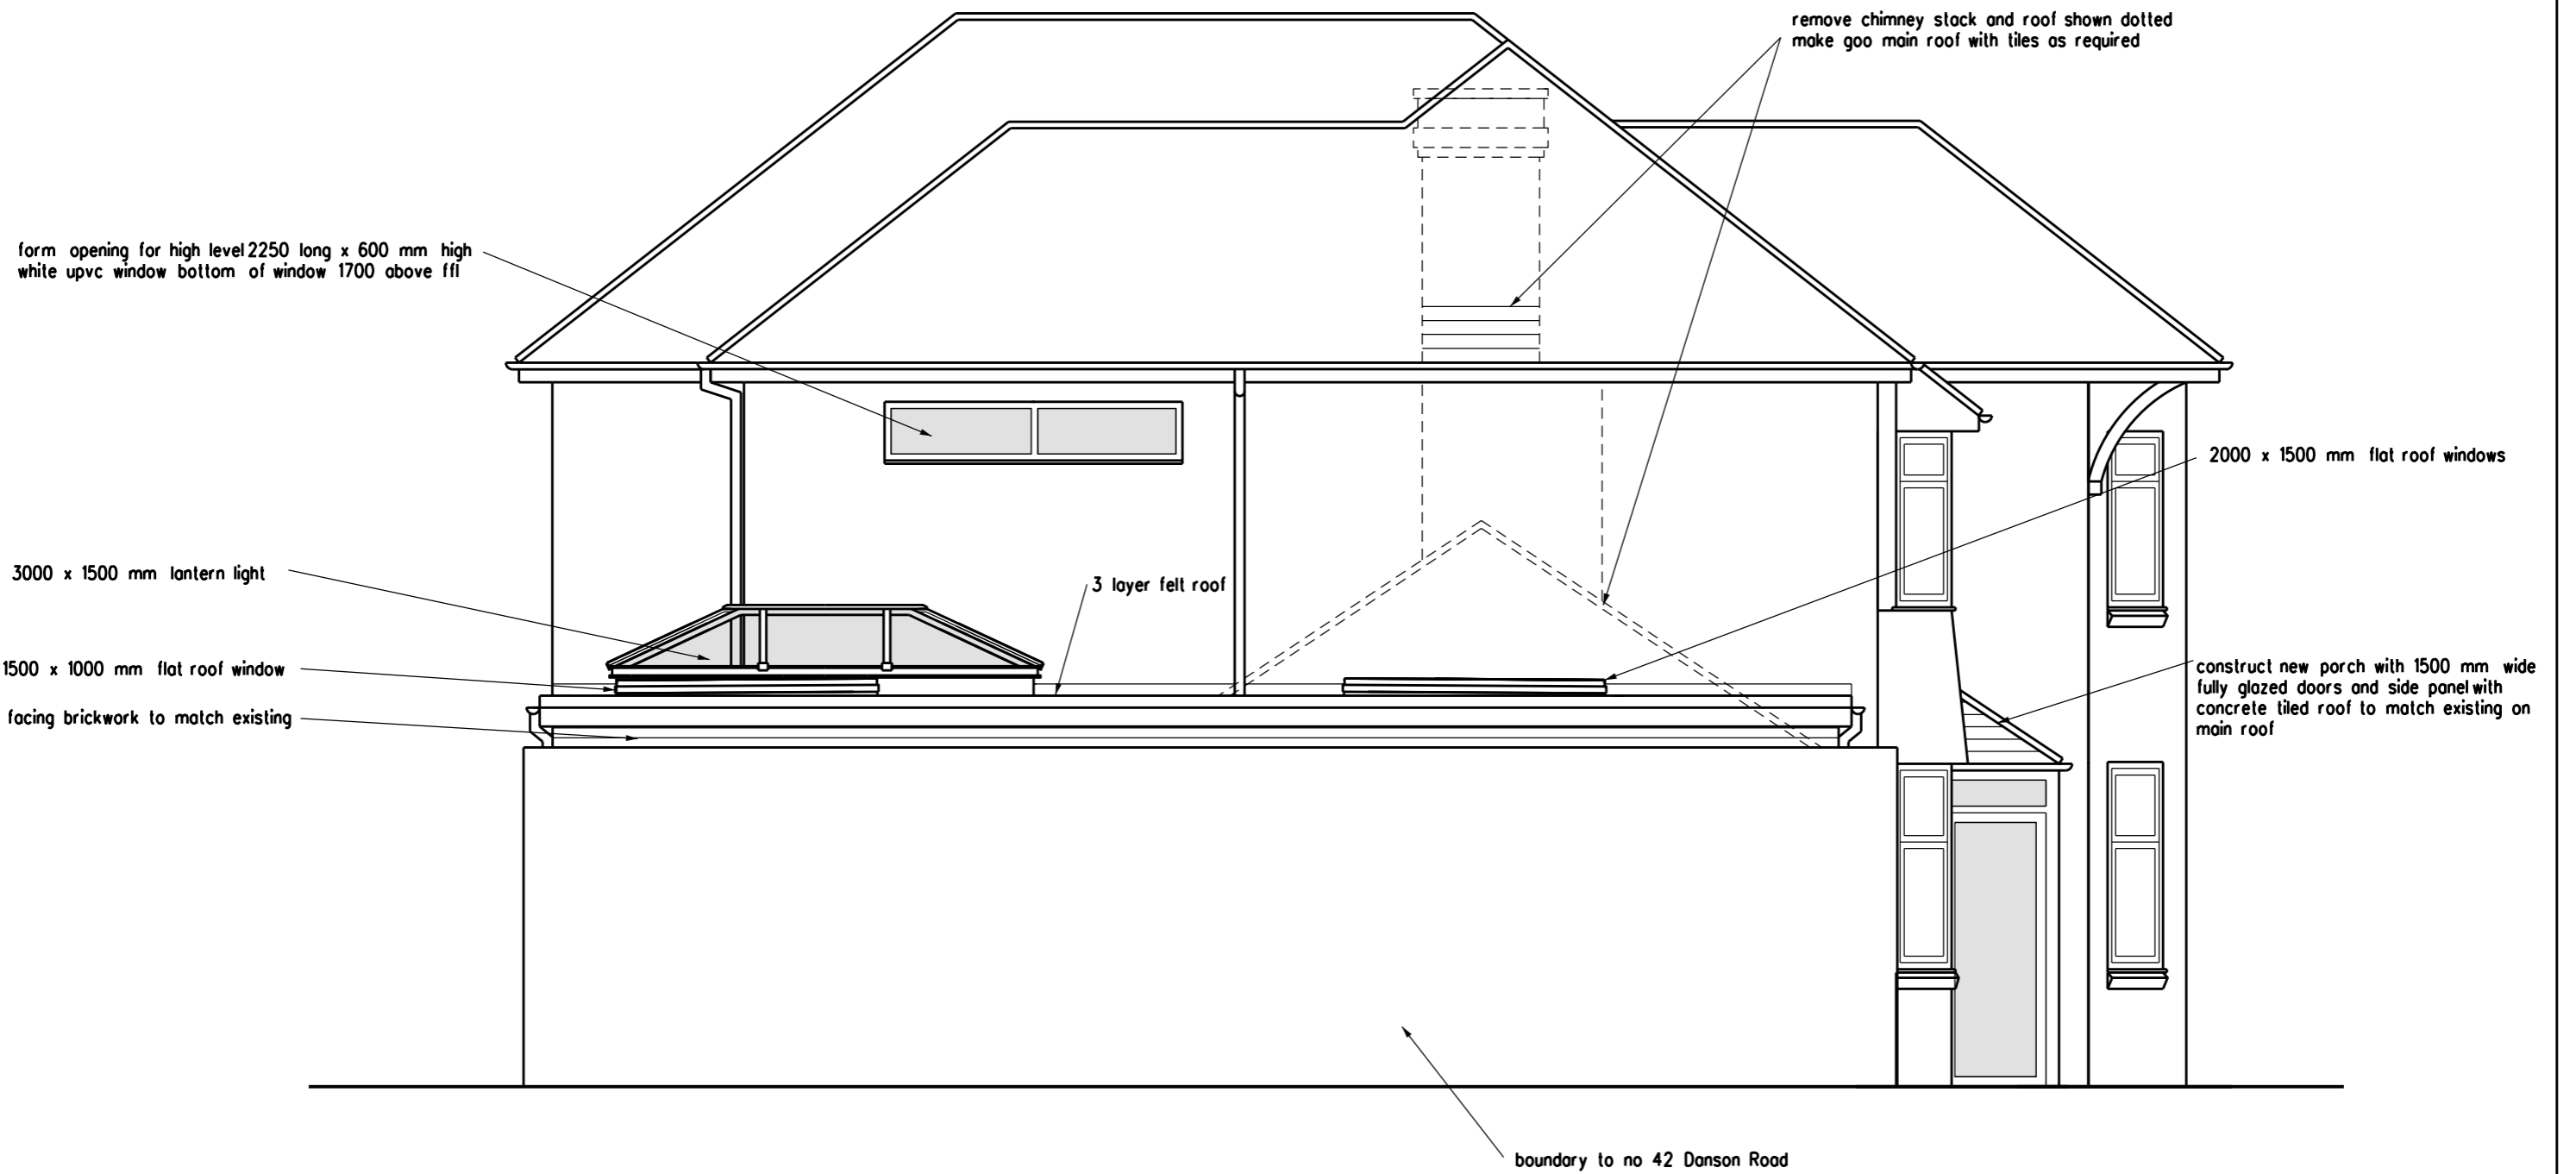 remove chimney stack and roof shown dotted
make goo main roof with tiles as required
form opening for high level 2250 long x 600 mm high
white upvc window bottom of window 1700 above ffl
2000 x 1500 mm flat roof windows
3000 x 1500 mm lantern light
3 layer felt roof
1500 x 1000 mm flat roof window
construct new porch with 1500 mm wide
fully glazed doors and side panel with
concrete tiled roof to match existing on
main roof
facing brickwork to match existing
boundary to no 42 Danson Road